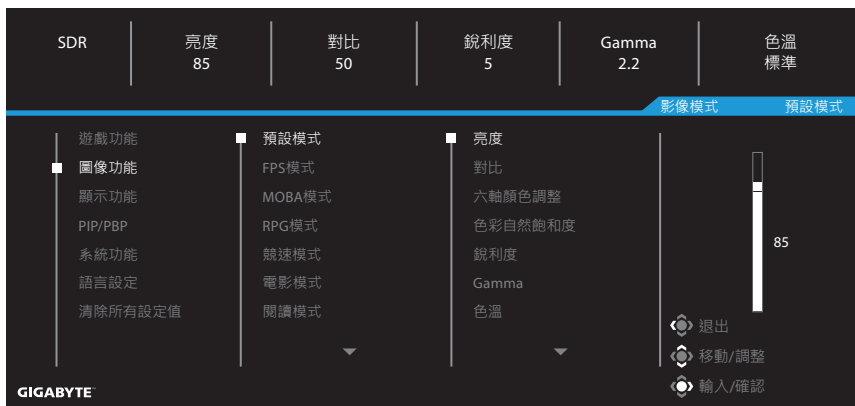 SDR
亮度
85
對比
50
銳利度
5
Gamma
2.2
色溫
標準
影像模式 預設模式
遊戲功能
圖像功能
顯示功能
PIP/PBP
系統功能
語言設定
清除所有設定值
預設模式
FPS模式
MOBA模式
RPG模式
競速模式
電影模式
閱讀模式
亮度
對比
六軸顏色調整
色彩自然飽和度
銳利度
Gamma
色溫
85
退出
移動/調整
輸入/確認
GIGABYTE™